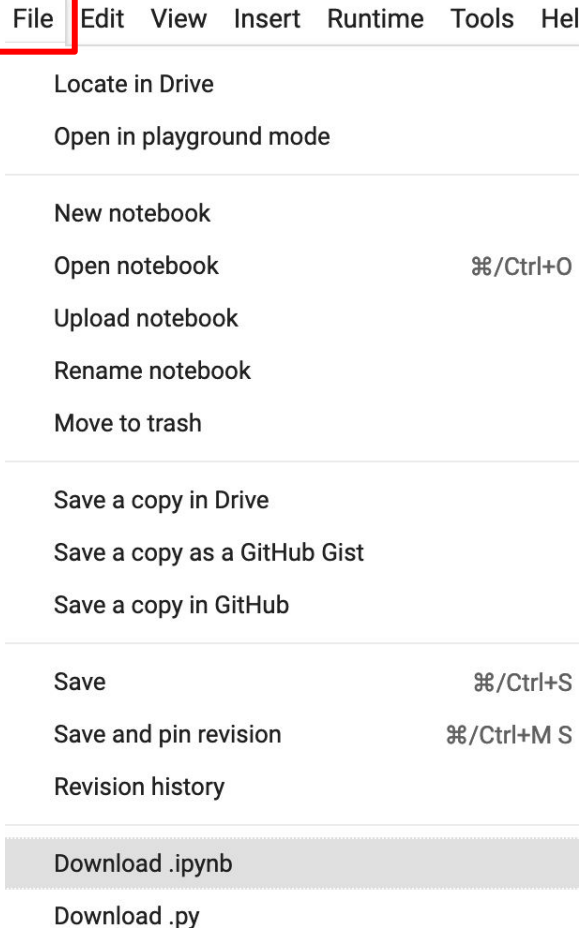 File Edit View Insert Runtime Tools Hel
Locate in Drive
Open in playground mode
New notebook
Open notebook ⌘/Ctrl+O
Upload notebook
Rename notebook
Move to trash
Save a copy in Drive
Save a copy as a GitHub Gist
Save a copy in GitHub
Save ⌘/Ctrl+S
Save and pin revision ⌘/Ctrl+M S
Revision history
Download .ipynb
Download .py